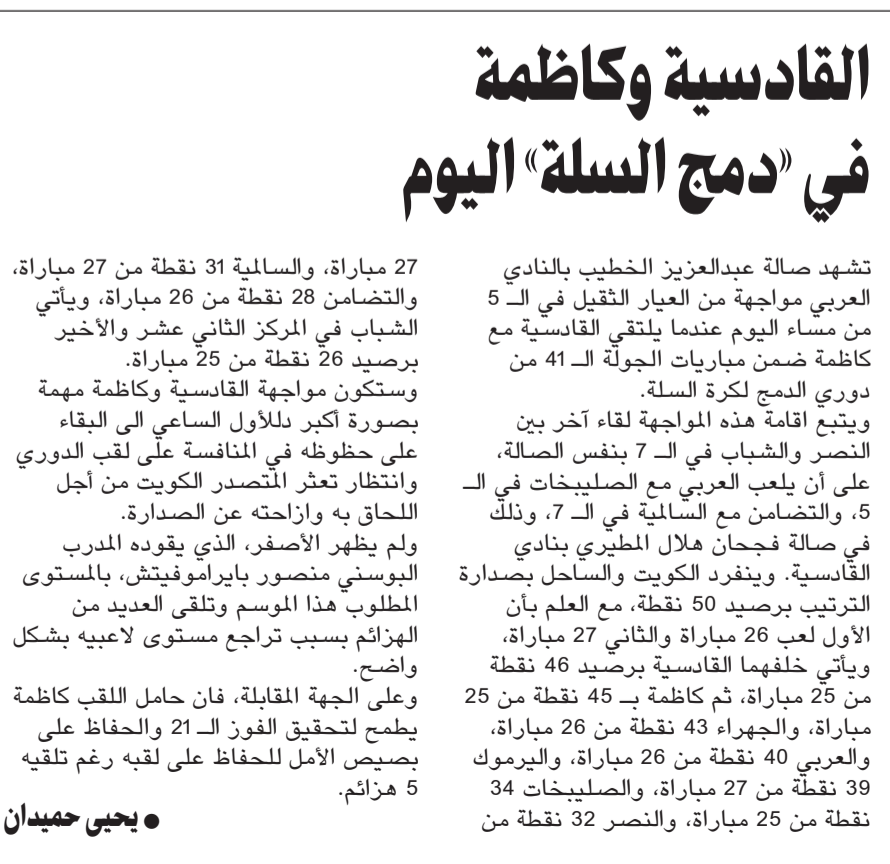 القادسية وكاظمة
في «دمج السلة» اليوم
تشهد صالة عبدالعزيز الخطيب بالنادي
العربي مواجهة من العيار الثقيل في الـ 5
من مساء اليوم عندما يلتقي القادسية مع
كاظمة ضمن مباريات الجولة الـ 41 من
دوري الدمج لكرة السلة.
ويتبع اقامة هذه المواجهة لقاء آخر بين
النصر والشباب في الـ 7 بنفس الصالة،
على أن يلعب العربي مع الصليبخات في الـ
5، والتضامن مع السالمية في الـ 7، وذلك
في صالة فجحان هلال المطيري بنادي
القادسية. وينفرد الكويت والساحل بصدارة
الترتيب برصيد 50 نقطة، مع العلم بأن
الأول لعب 26 مباراة والثاني 27 مباراة،
ويأتي خلفهما القادسية برصيد 46 نقطة
من 25 مباراة، ثم كاظمة بـ 45 نقطة من 25
مباراة، والجهراء 43 نقطة من 26 مباراة،
والعربي 40 نقطة من 26 مباراة، واليرموك
39 نقطة من 27 مباراة، والصليبخات 34
نقطة من 25 مباراة، والنصر 32 نقطة من
27 مباراة، والسالمية 31 نقطة من 27 مباراة،
والتضامن 28 نقطة من 26 مباراة، ويأتي
الشباب في المركز الثاني عشر والأخير
برصيد 26 نقطة من 25 مباراة.
وستكون مواجهة القادسية وكاظمة مهمة
بصورة أكبر دللأول الساعي الى البقاء
على حظوظه في المنافسة على لقب الدوري
وانتظار تعثر المتصدر الكويت من أجل
اللحاق به وازاحته عن الصدارة.
ولم يظهر الأصفر، الذي يقوده المدرب
البوسني منصور بايراموفيتش، بالمستوى
المطلوب هذا الموسم وتلقى العديد من
الهزائم بسبب تراجع مستوى لاعبيه بشكل
واضح.
وعلى الجهة المقابلة، فان حامل اللقب كاظمة
يطمح لتحقيق الفوز الـ 21 والحفاظ على
بصيص الأمل للحفاظ على لقبه رغم تلقيه
5 هزائم.
● يحيى حميدان